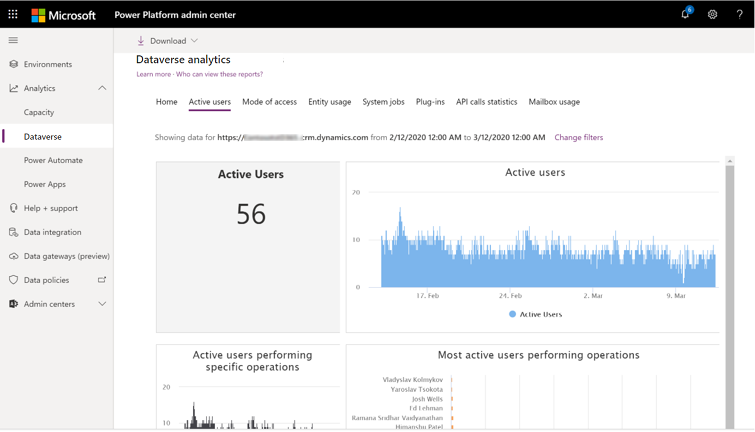 Microsoft Power Platform admin center 6 ?
Download
Dataverse analytics
Learn more · Who can view these reports?
Environments
Analytics
Capacity
Dataverse
Power Automate
Power Apps
Help + support
Data integration
Data gateways (preview)
Data policies
Admin centers
Home Active users Mode of access Entity usage System jobs Plug-ins API calls statistics Mailbox usage
Showing data for https:// .crm.dynamics.com from 2/12/2020 12:00 AM to 3/12/2020 12:00 AM Change filters
Active Users
56
Active users
20
10
0
17. Feb 24. Feb 2. Mar 9. Mar
Active Users
Active users performing
specific operations
20
10
Most active users performing operations
Vladyslav Kolmykov
Yaroslav Tsokota
Josh Wells
Ed Lehman
Ramana Sridhar Vaidyanathan
Himanshu Patel